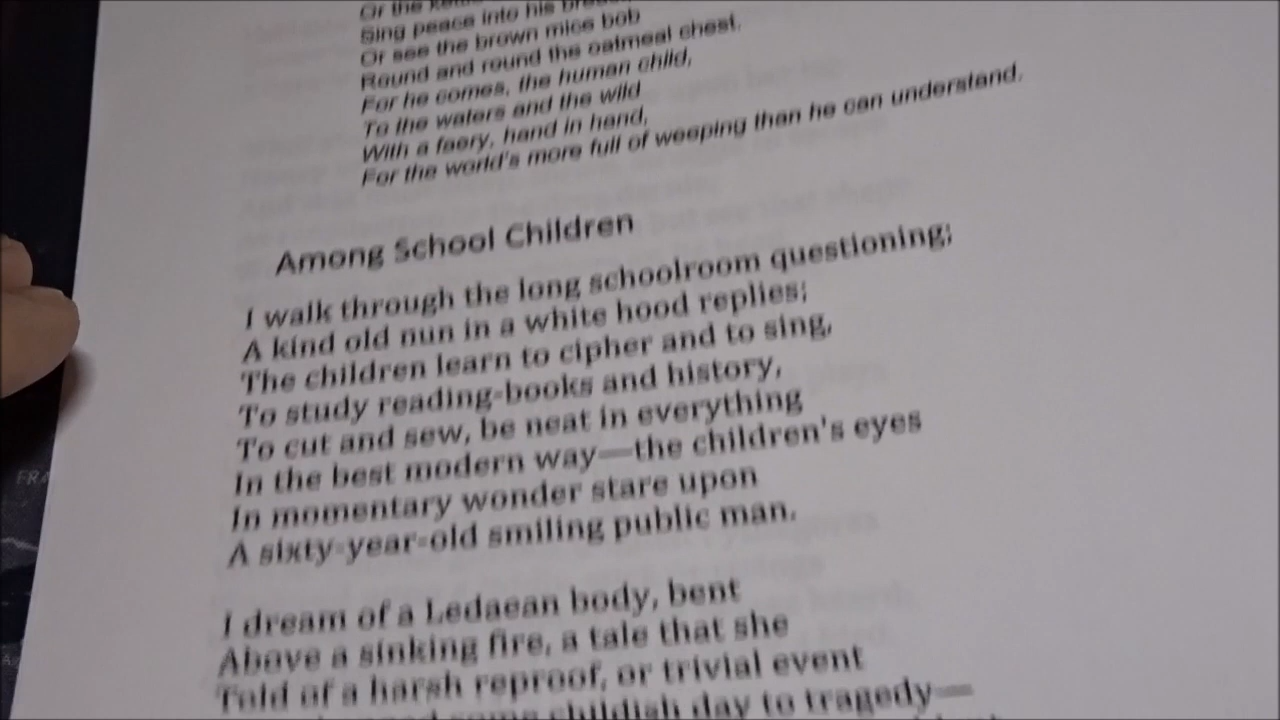 Or the
Sing peace into his
Or see the brown mice bob
Round and round the oatmeal chest.
For he comes, the human child,
To the waters and the wild
With a faery, hand in hand,
For the world's more full of weeping than he can understand.
Among School Children
I walk through the long schoolroom questioning;
A kind old nun in a white hood replies;
The children learn to cipher and to sing,
To study reading-books and history,
To cut and sew, be neat in everything
In the best modern way—the children's eyes
In momentary wonder stare upon
A sixty-year-old smiling public man.
I dream of a Ledaean body, bent
Above a sinking fire, a tale that she
Told of a harsh reproof, or trivial event
some childish day to tragedy—